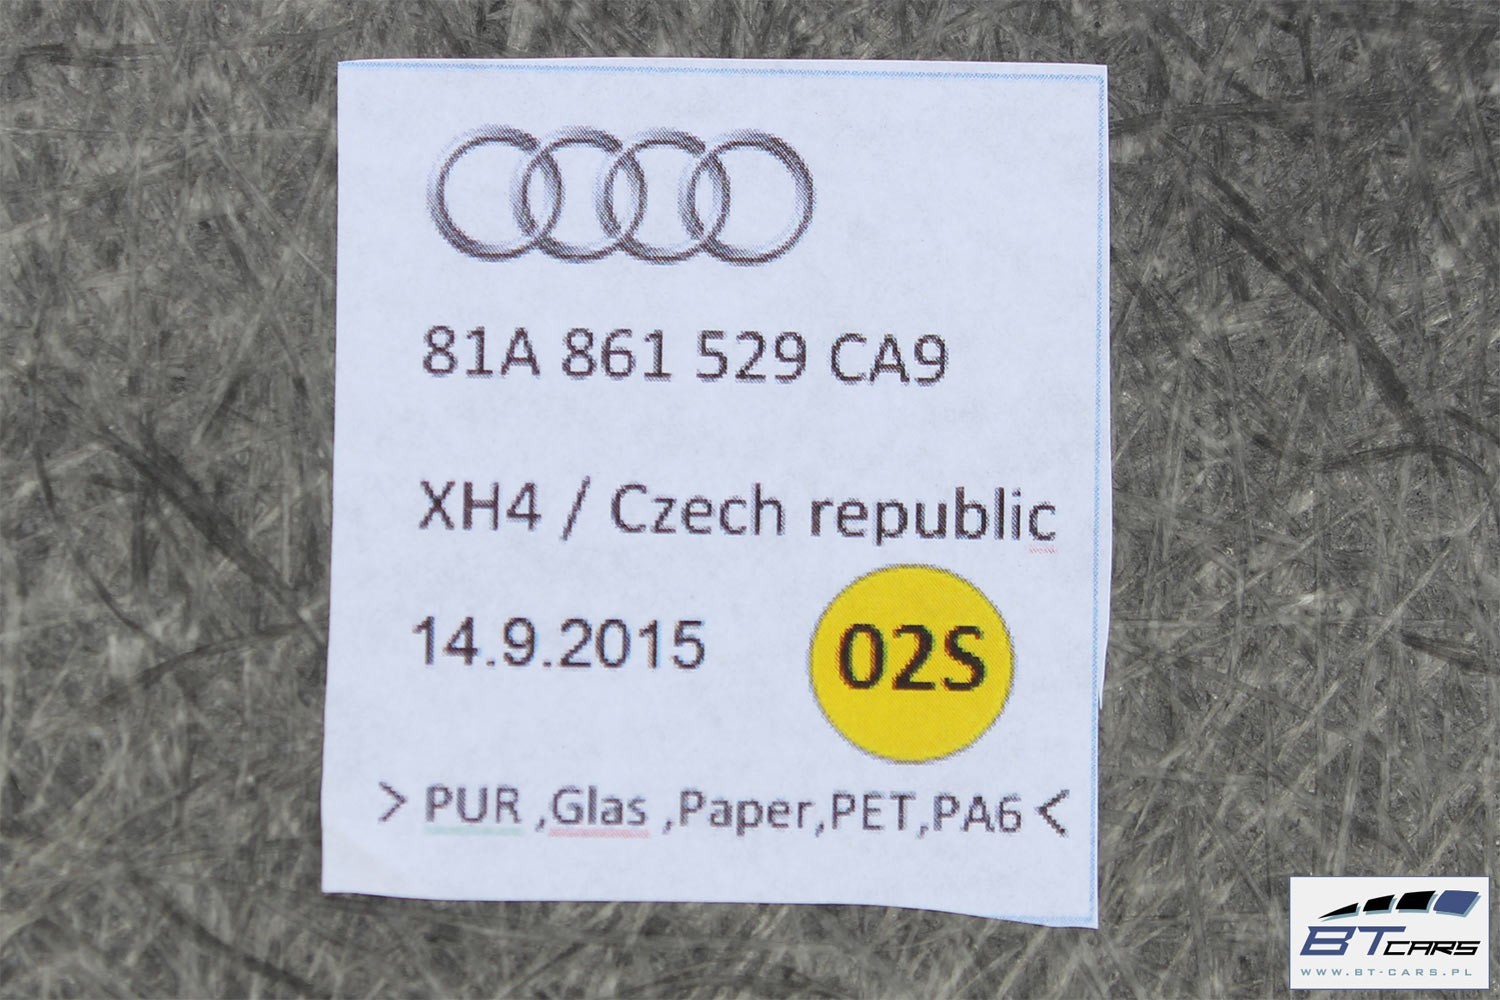 81A 861 529 CA9
XH4 / Czech republic
14.9.2015
02S
> PUR ,Glas ,Paper,PET,PA6 <
BT CARS
WWW.BT-CARS.PL